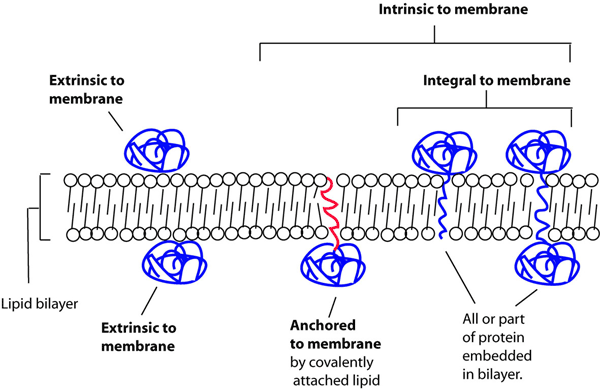 Intrinsic to membrane
Integral to membrane
Extrinsic to
membrane
Lipid bilayer
Extrinsic to
membrane
Anchored
to membrane
by covalently
attached lipid
All or part
of protein
embedded
in bilayer.